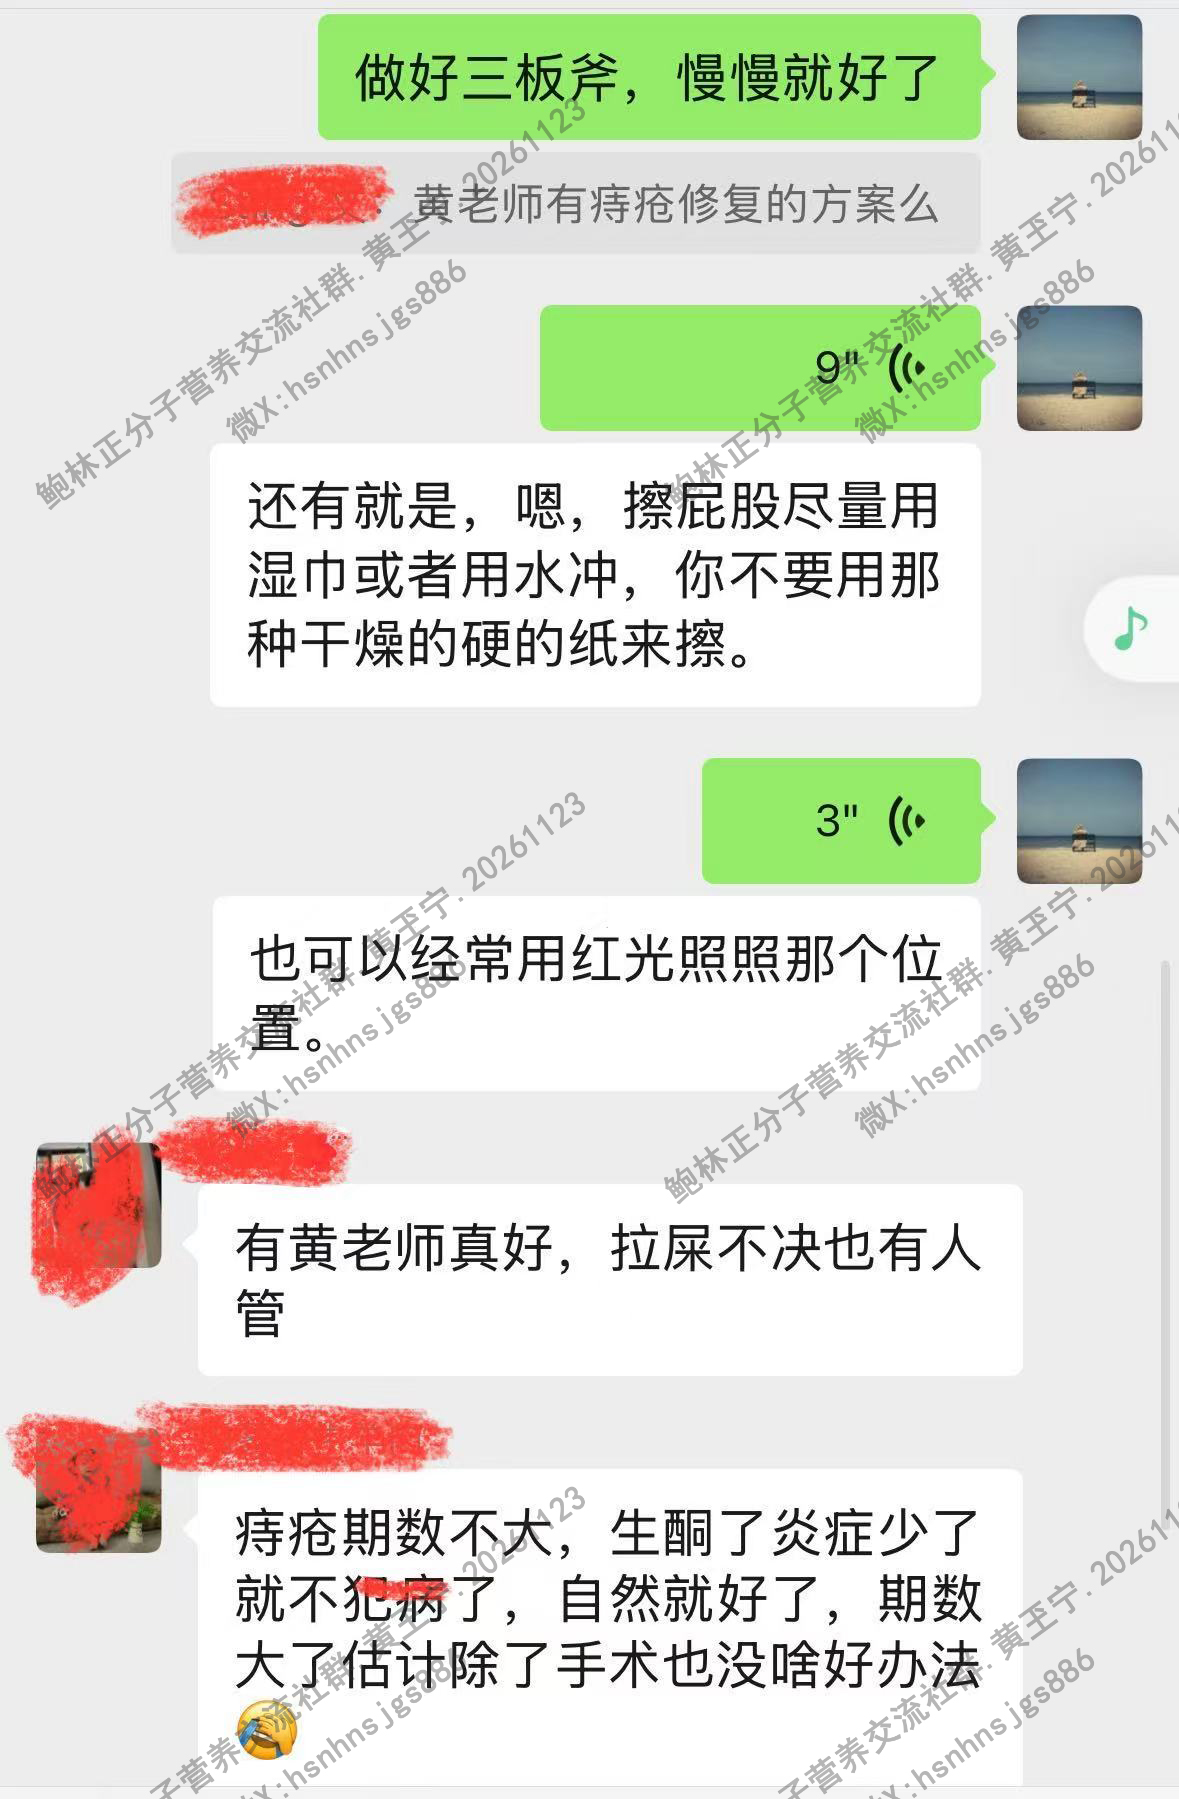 做好三板斧，慢慢就好了
黄老师有痔疮修复的方案么
9"
还有就是，嗯，擦屁股尽量用
湿巾或者用水冲，你不要用那
种干燥的硬的纸来擦。
3"
也可以经常用红光照照那个位
置。
有黄老师真好，拉屎不决也有人
管
痔疮期数不大，生酮了炎症少了
就不犯病了，自然就好了，期数
大了估计除了手术也没啥好办法
鲍林正分子营养交流社群.黄玊宁.20261123
微X:hsnhnsjgs886